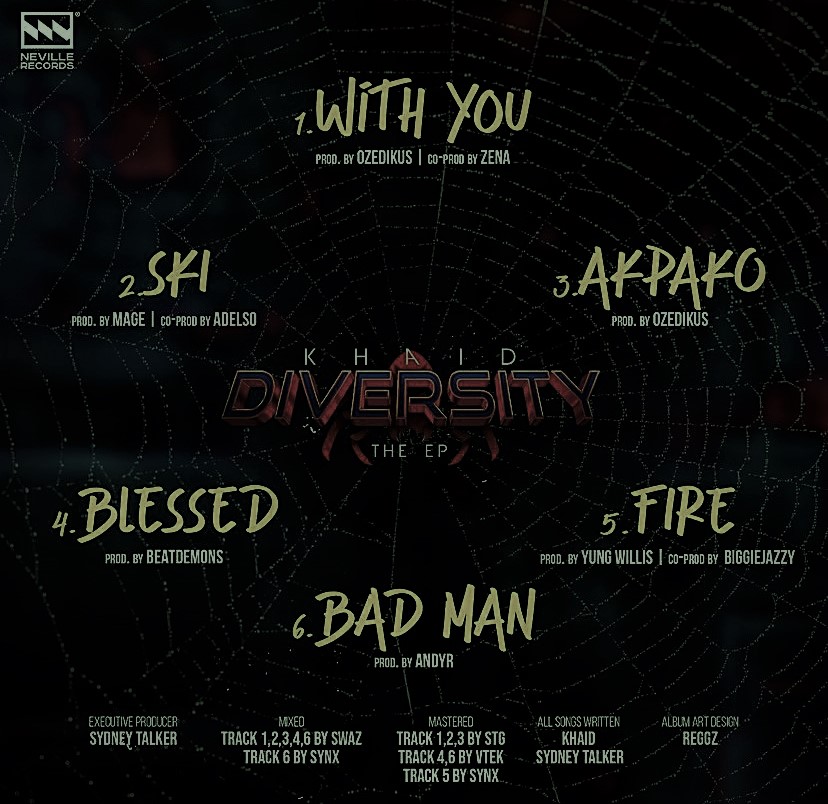 NEVILLE
RECORDS
1. WITH YOU
PROD. BY OZEDIKUS | CO-PROD BY ZENA
2. SKI
PROD. BY MAGE | CO-PROD BY ADELSO
3. AKPAKO
PROD. BY OZEDIKUS
KHAID
DIVERSITY
THE EP
4. BLESSED
PROD. BY BEATDEMONS
5. FIRE
PROD. BY YUNG WILLIS | CO-PROD BY BIGGIEJAZZY
6. BAD MAN
PROD. BY ANDYR
EXECUTIVE PRODUCER
SYDNEY TALKER
MIXED
TRACK 1,2,3,4,6 BY SWAZ
TRACK 6 BY SYNX
MASTERED
TRACK 1,2,3 BY STG
TRACK 4,6 BY VTEK
TRACK 5 BY SYNX
ALL SONGS WRITTEN
KHAID
SYDNEY TALKER
ALBUM ART DESIGN
REGGZ